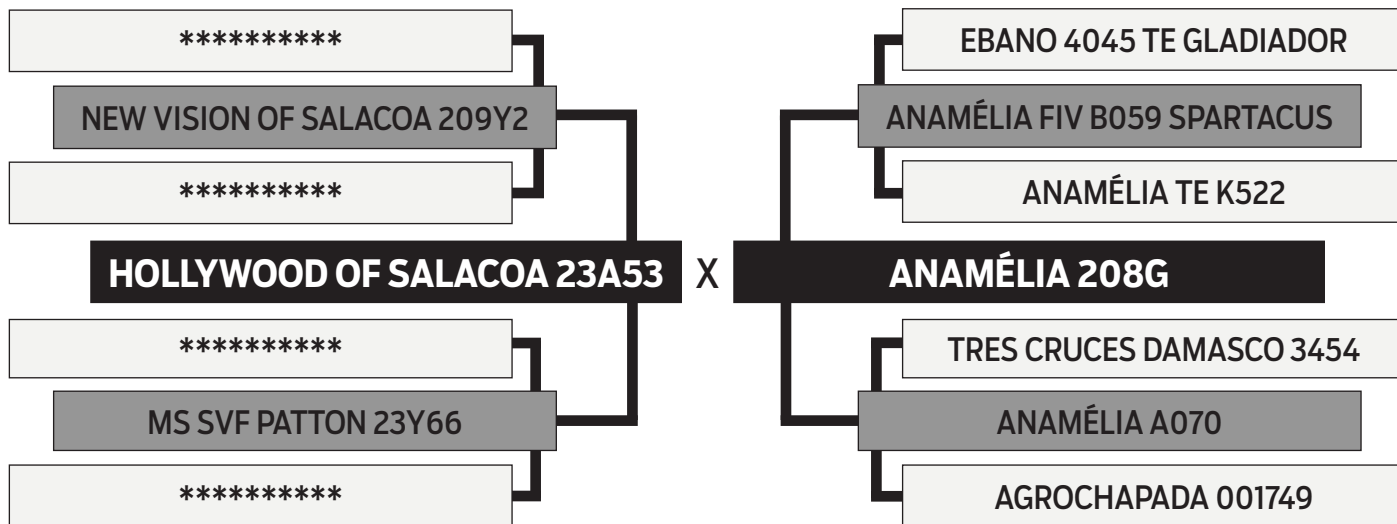 **********
EBANO 4045 TE GLADIADOR
NEW VISION OF SALACOA 209Y2
ANAMÉLIA FIV B059 SPARTACUS
**********
ANAMÉLIA TE K522
HOLLYWOOD OF SALACOA 23A53 X ANAMÉLIA 208G
**********
TRES CRUCES DAMASCO 3454
MS SVF PATTON 23Y66
ANAMÉLIA A070
**********
AGROCHAPADA 001749